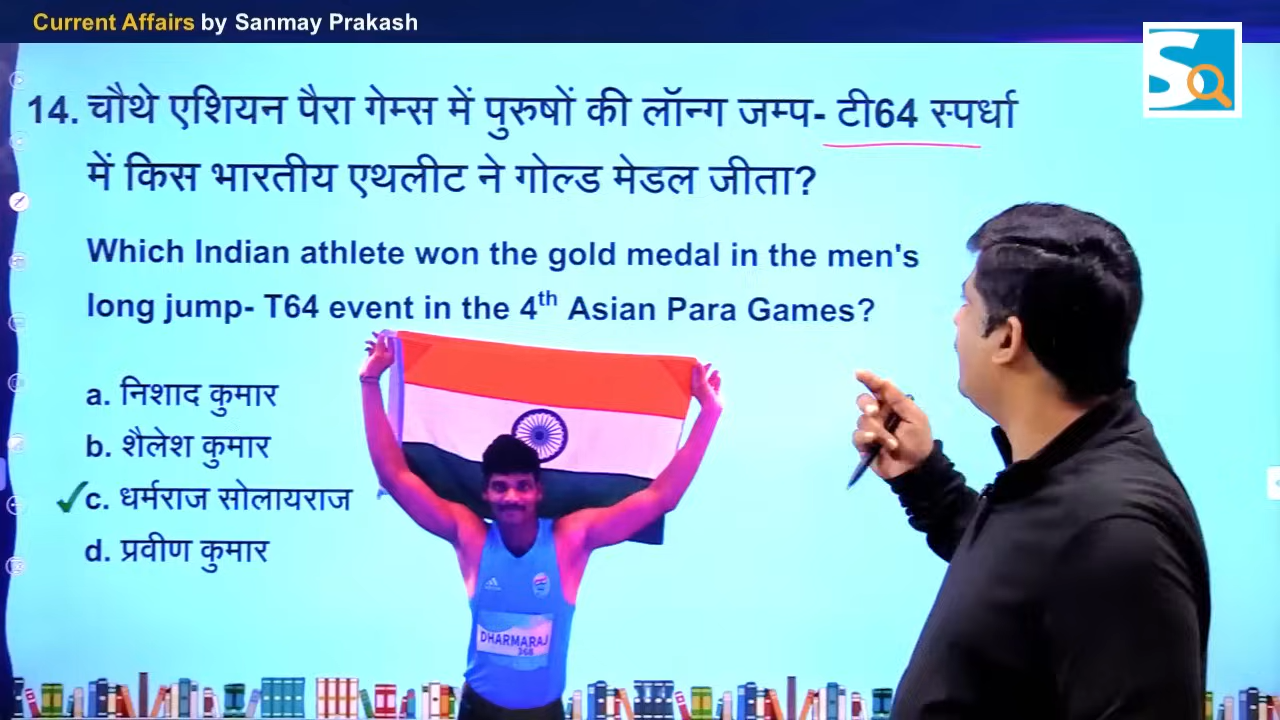 Current Affairs by Sanmay Prakash
SQ
14. चौथे एशियन पैरा गेम्स में पुरुषों की लॉन्ग जम्प- टी64 स्पर्धा
में किस भारतीय एथलीट ने गोल्ड मेडल जीता?
Which Indian athlete won the gold medal in the men's
long jump- T64 event in the 4th Asian Para Games?
a. निशाद कुमार
b. शैलेश कुमार
c. धर्मराज सोलायराज
d. प्रवीण कुमार
DHARMARAJ
368